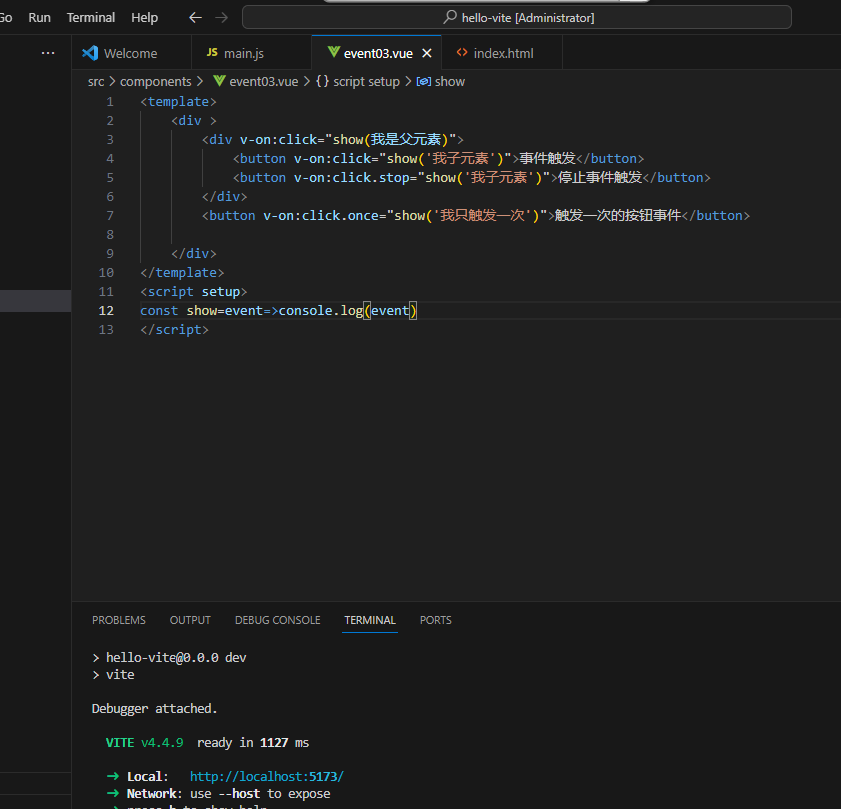 Go Run Terminal Help ← → hello-vite [Administrator]
··· Welcome JS main.js event03.vue × <> index.html
src > components > event03.vue > {} script setup > show
1 <template>
2 <div >
3 <div v-on:click="show(我是父元素)">
4 <button v-on:click="show('我子元素')">事件触发</button>
5 <button v-on:click.stop="show('我子元素')">停止事件触发</button>
6 </div>
7 <button v-on:click.once="show('我只触发一次')">触发一次的按钮事件</button>
8
9 </div>
10 </template>
11 <script setup>
12 const show=event=>console.log(event)
13 </script>
PROBLEMS OUTPUT DEBUG CONSOLE TERMINAL PORTS
> hello-vite@0.0.0 dev
> vite
Debugger attached.
VITE v4.4.9 ready in 1127 ms
➜ Local: http://localhost:5173/
➜ Network: use --host to expose
➜ press h to show help